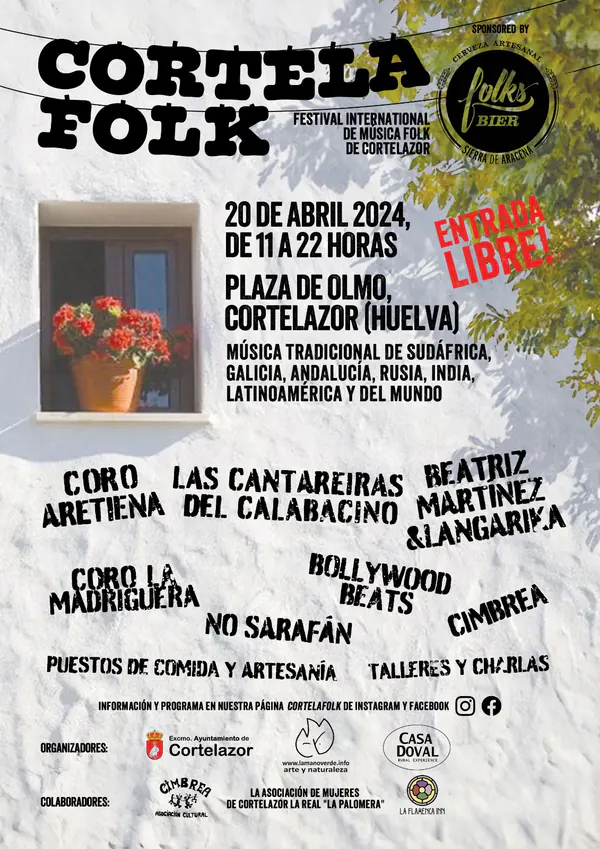 SPONSORED BY
CORTELA
FOLK
FESTIVAL INTERNATIONAL
DE MÚSICA FOLK
DE CORTELAZOR
CERVEZA ARTESANAL
folks
BIER
SIERRA DE ARACENA
20 DE ABRIL 2024,
DE 11 A 22 HORAS
ENTRADA
LIBRE!
PLAZA DE OLMO,
CORTELAZOR (HUELVA)
MÚSICA TRADICIONAL DE SUDÁFRICA,
GALICIA, ANDALUCÍA, RUSIA, INDIA,
LATINOAMÉRICA Y DEL MUNDO
CORO
ARETIENA
LAS CANTAREIRAS
DEL CALABACINO
BEATRIZ
MARTÍNEZ
&LANGARIKA
CORO LA
MADRIGUERA
BOLLYWOOD
BEATS
NO SARAFÁN
CIMBREA
PUESTOS DE COMIDA Y ARTESANÍA
TALLERES Y CHARLAS
INFORMACIÓN Y PROGRAMA EN NUESTRA PÁGINA CORTELAFOLK DE INSTAGRAM Y FACEBOOK
ORGANIZADORES:
Excmo. Ayuntamiento de
Cortelazor
www.lamanoverde.info
arte y naturaleza
CASA
DOVAL
RURAL EXPERIENCE
COLABORADORES:
CIMBREA
ASOCIACIÓN CULTURAL
LA ASOCIACIÓN DE MUJERES
DE CORTELAZOR LA REAL "LA PALOMERA"
LA FLAMENCA INN